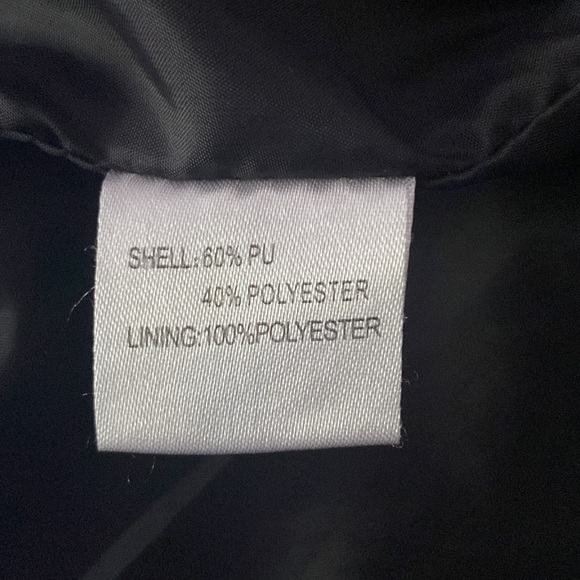 SHELL: 60% PU
40% POLYESTER
LINING:100%POLYESTER